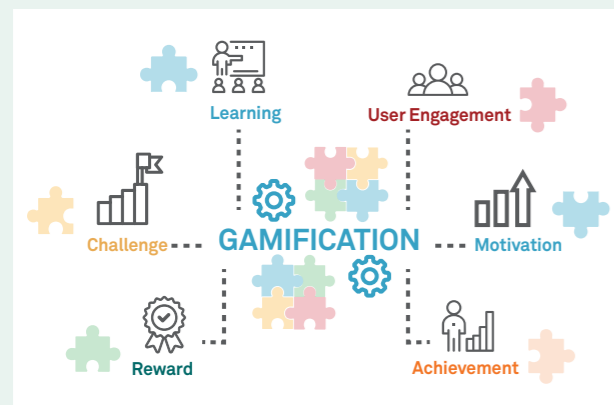 Learning
User Engagement
Challenge
GAMIFICATION
Motivation
Reward
Achievement